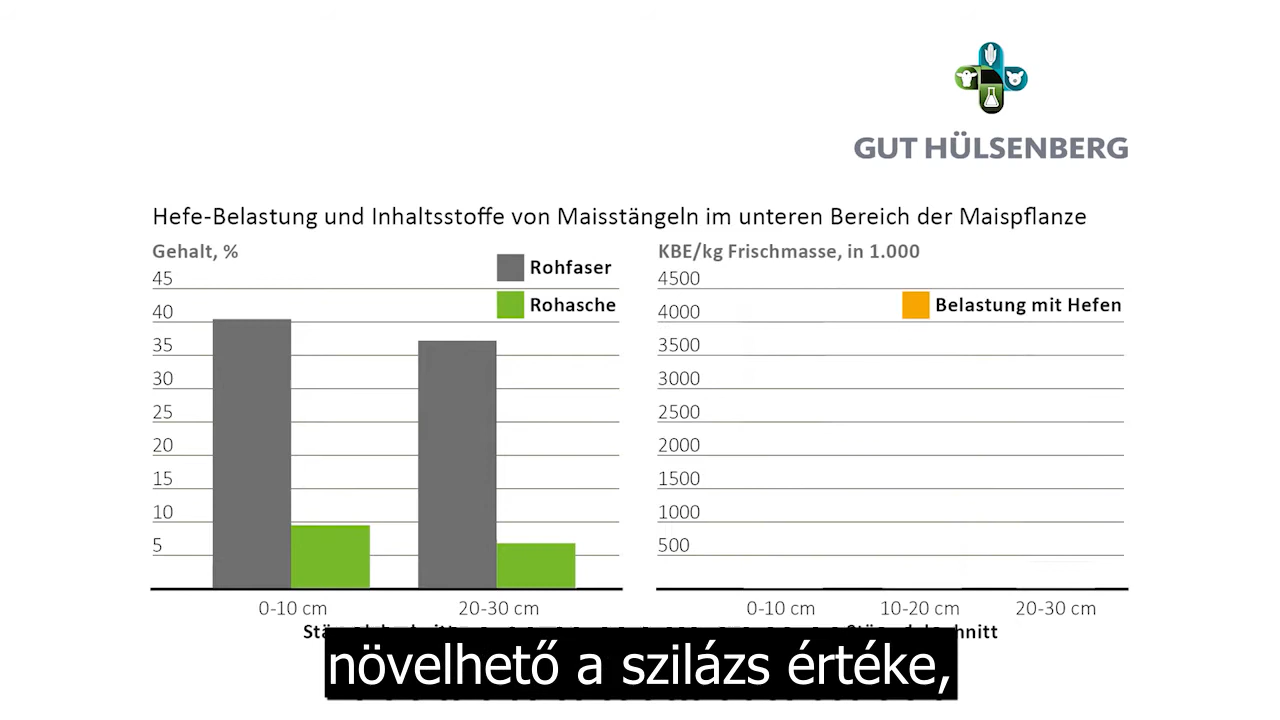 GUT HÜLSENBERG
Hefe-Belastung und Inhaltsstoffe von Maisstängeln im unteren Bereich der Maispflanze
Gehalt, %
45
40
35
30
25
20
15
10
5
Rohfaser
Rohasche
0-10 cm 20-30 cm
KBE/kg Frischmasse, in 1.000
4500
4000
3500
3000
2500
2000
1500
1000
500
Belastung mit Hefen
0-10 cm 10-20 cm 20-30 cm
növelhető a szilázs értéke,